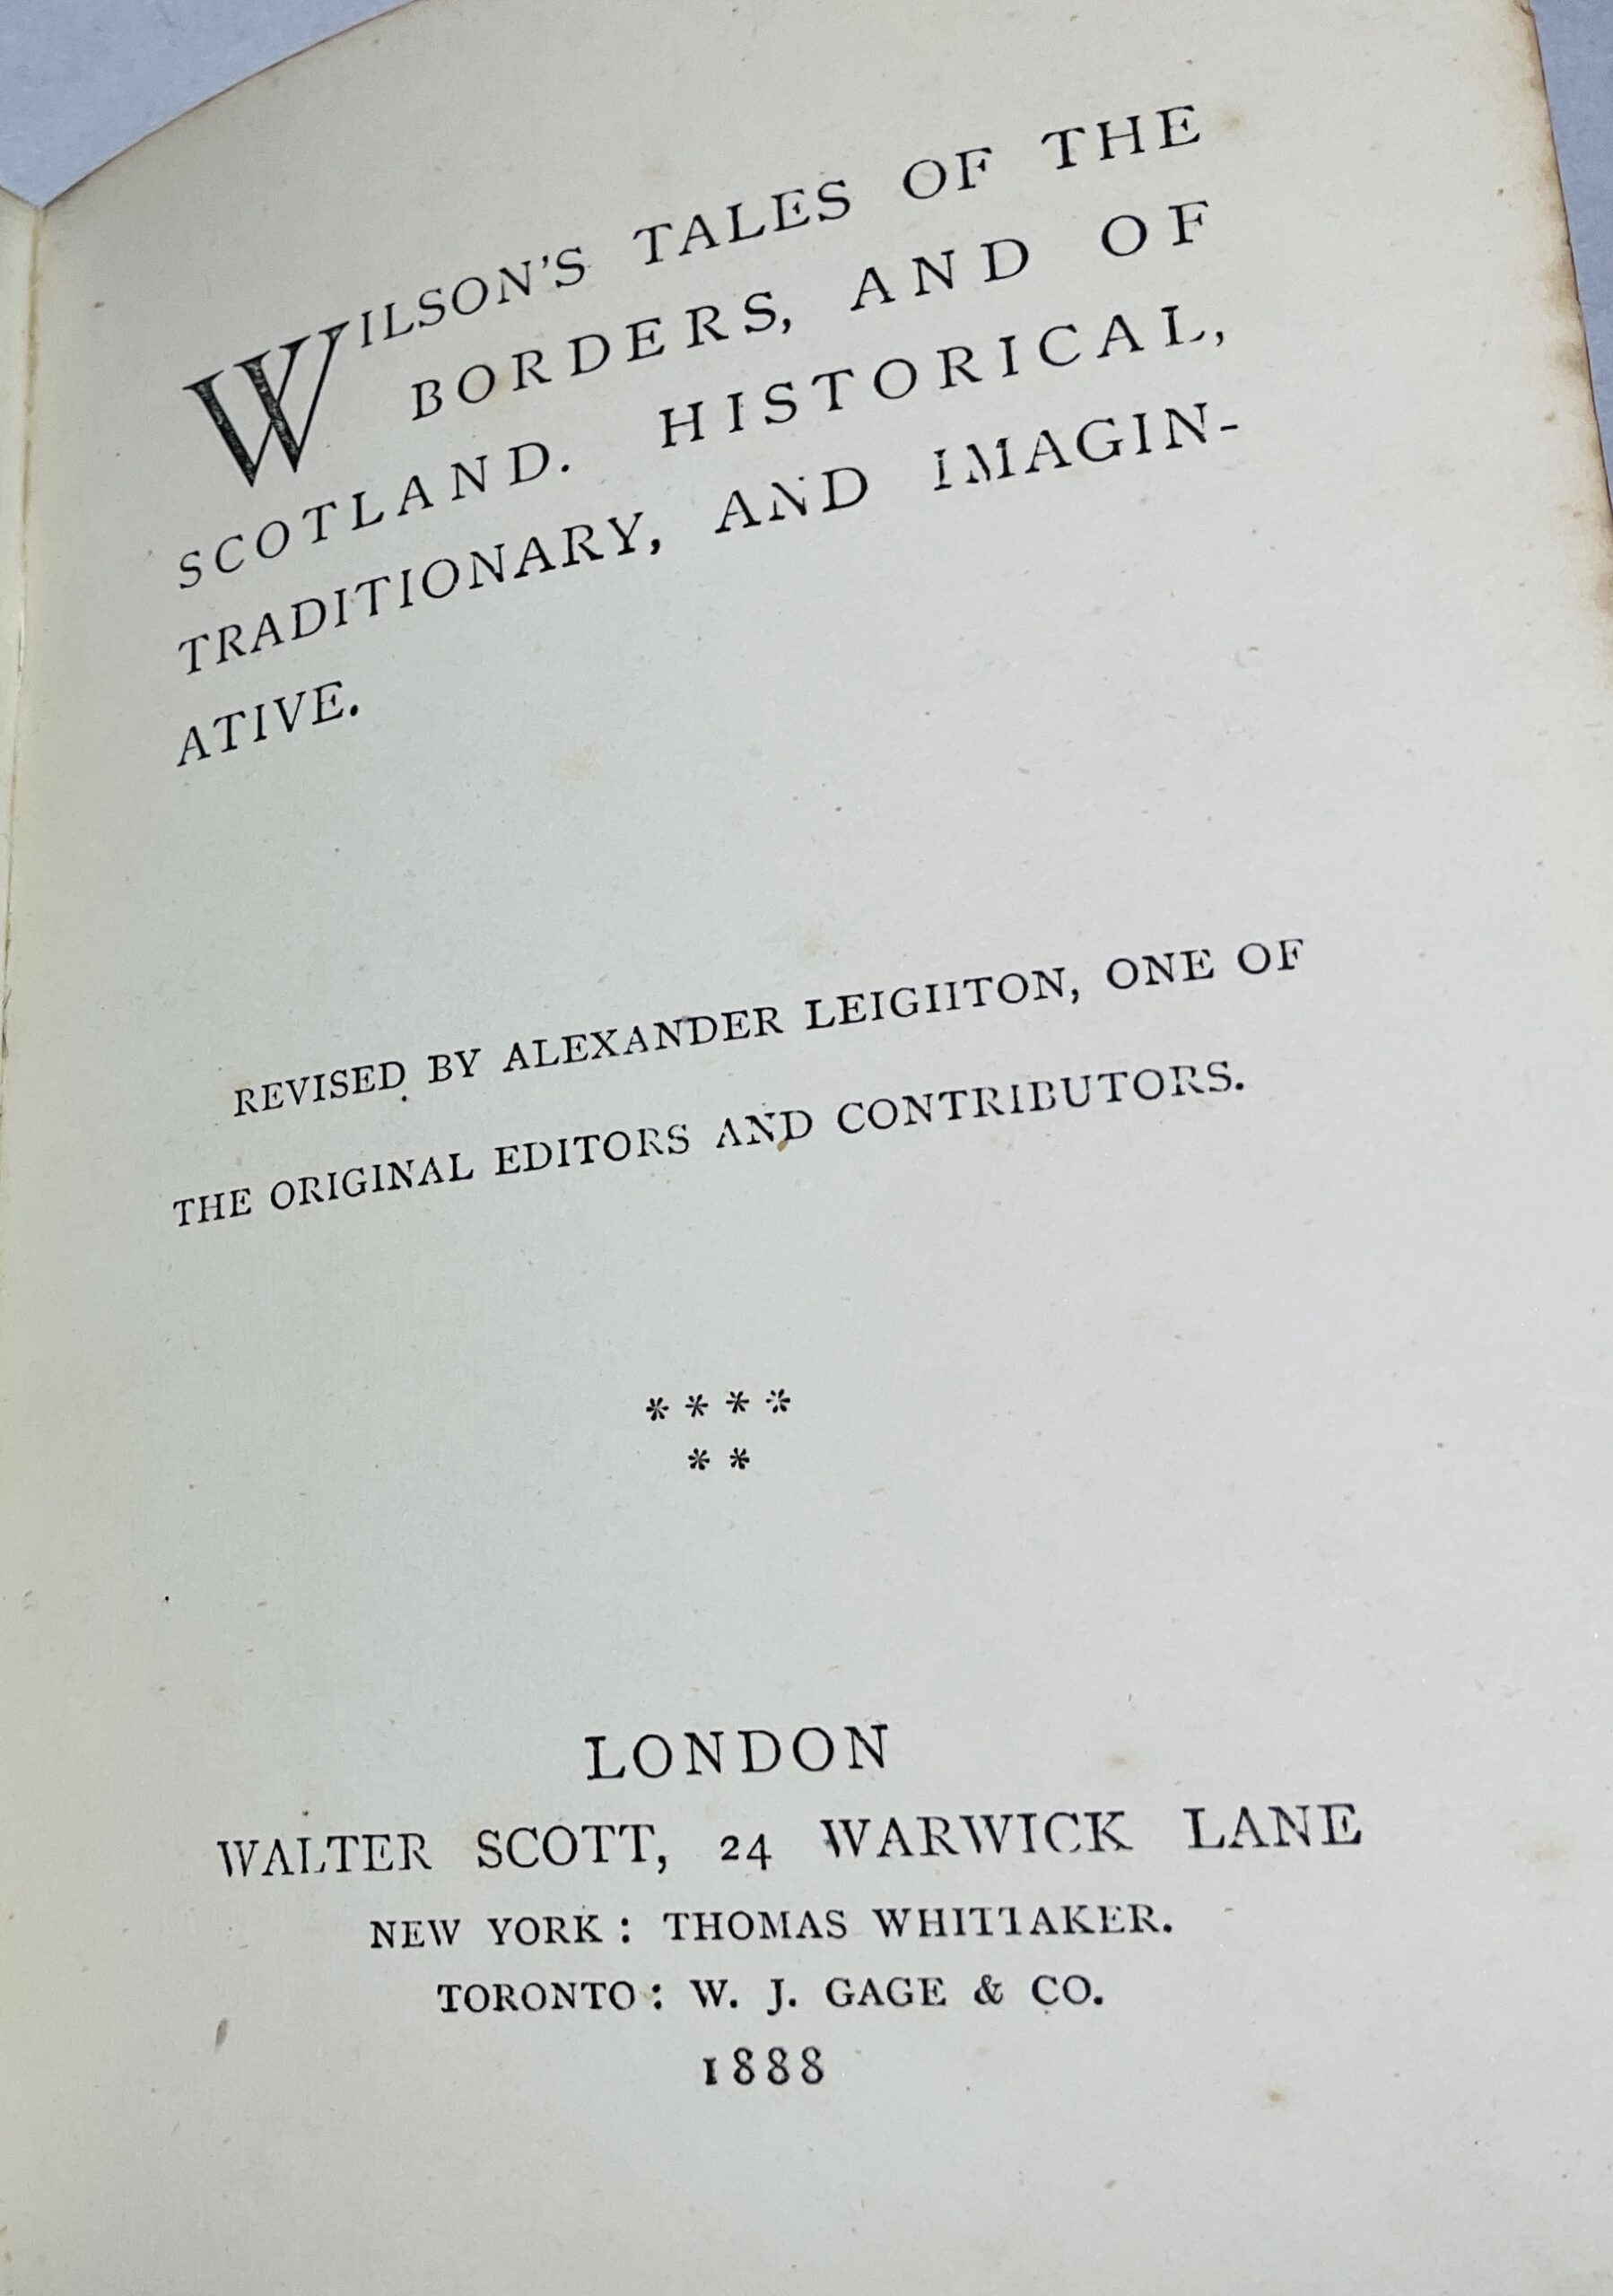 WILSON'S TALES OF THE
BORDERS, AND OF
SCOTLAND. HISTORICAL,
TRADITIONARY, AND IMAGIN-
ATIVE.
REVISED BY ALEXANDER LEIGHTON, ONE OF
THE ORIGINAL EDITORS AND CONTRIBUTORS.
* * * *
* *
LONDON
WALTER SCOTT, 24 WARWICK LANE
NEW YORK: THOMAS WHITTAKER.
TORONTO: W. J. GAGE & CO.
1888